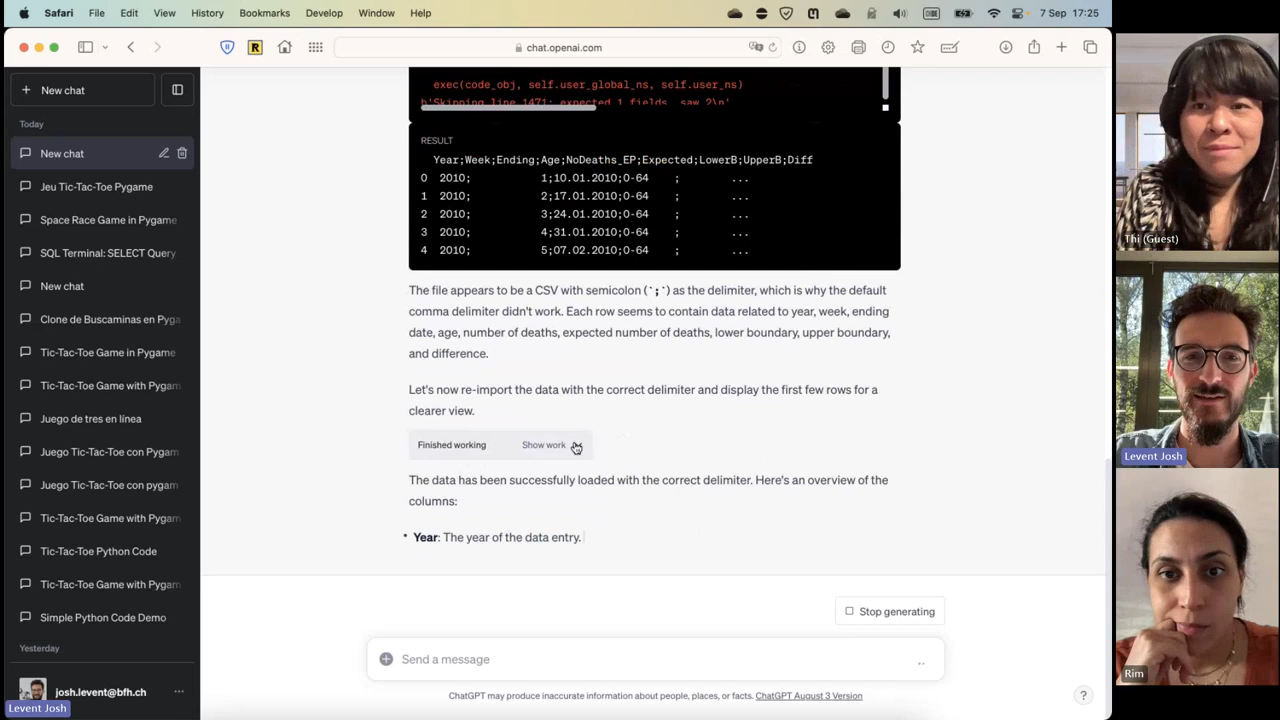 Safari File Edit View History Bookmarks Develop Window Help 7 Sep 17:25
chat.openai.com
New chat
Today
New chat
Jeu Tic-Tac-Toe Pygame
Space Race Game in Pygame
SQL Terminal: SELECT Query
New chat
Clone de Buscaminas en Pyga
Tic-Tac-Toe Game in Pygame
Tic-Tac-Toe Game with Pygam
Juego de tres en línea
Juego Tic-Tac-Toe con Pygam
Juego Tic-Tac-Toe con pygam
Tic-Tac-Toe Game with Pygam
Tic-Tac-Toe Python Code
Tic-Tac-Toe Game with Pygam
Simple Python Code Demo
Yesterday
josh.levent@bfh.ch
Levent Josh
exec(code_obj, self.user_global_ns, self.user_ns)
b'Skipping line 1471: expected 1 fields, saw 2\n'
RESULT
Year;Week;Ending;Age;NoDeaths_EP;Expected;LowerB;UpperB;Diff
0 2010; 1;10.01.2010;0-64 ; ...
1 2010; 2;17.01.2010;0-64 ; ...
2 2010; 3;24.01.2010;0-64 ; ...
3 2010; 4;31.01.2010;0-64 ; ...
4 2010; 5;07.02.2010;0-64 ; ...
The file appears to be a CSV with semicolon (`;`) as the delimiter, which is why the default
comma delimiter didn't work. Each row seems to contain data related to year, week, ending
date, age, number of deaths, expected number of deaths, lower boundary, upper boundary,
and difference.
Let's now re-import the data with the correct delimiter and display the first few rows for a
clearer view.
Finished working Show work
The data has been successfully loaded with the correct delimiter. Here's an overview of the
columns:
• Year: The year of the data entry.
Stop generating
Send a message
ChatGPT may produce inaccurate information about people, places, or facts. ChatGPT August 3 Version
?
Thi (Guest)
Levent Josh
Rim